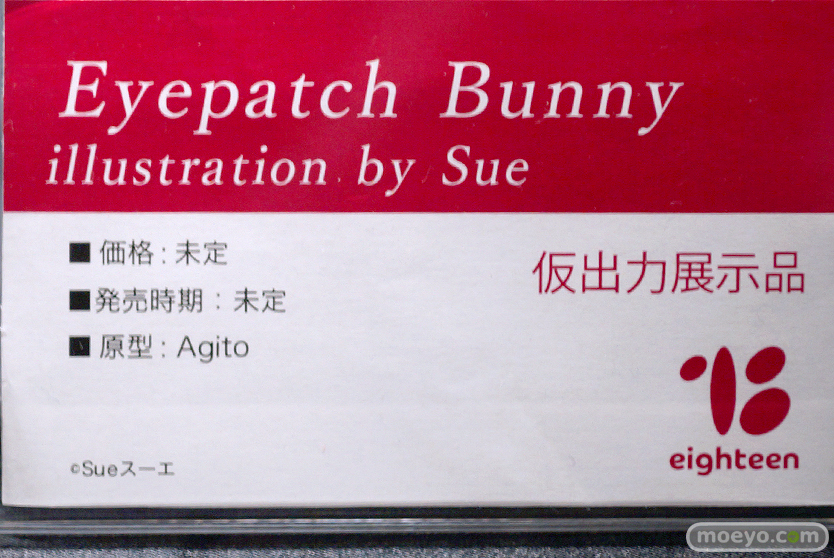 Eyepatch Bunny
illustration by Sue
■ 価格 : 未定
■発売時期 : 未定
■ 原型 : Agito
仮出力展示品
eighteen
©Sueスーエ
moeyo.com